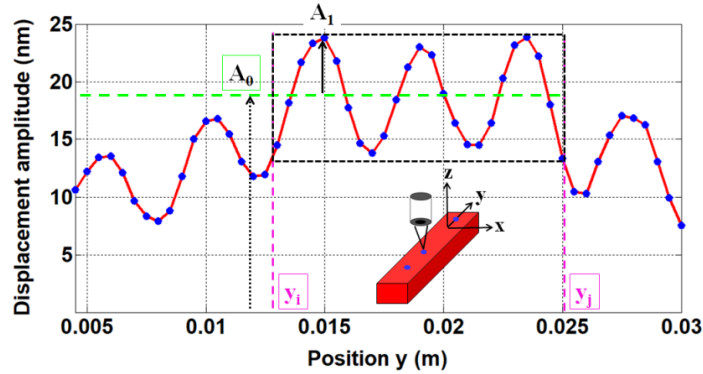 Displacement amplitude (nm)
25
20
15
10
5
A₁
A₀
z
y
x
yᵢ
yⱼ
0.005
0.01
0.015
0.02
0.025
0.03
Position y (m)